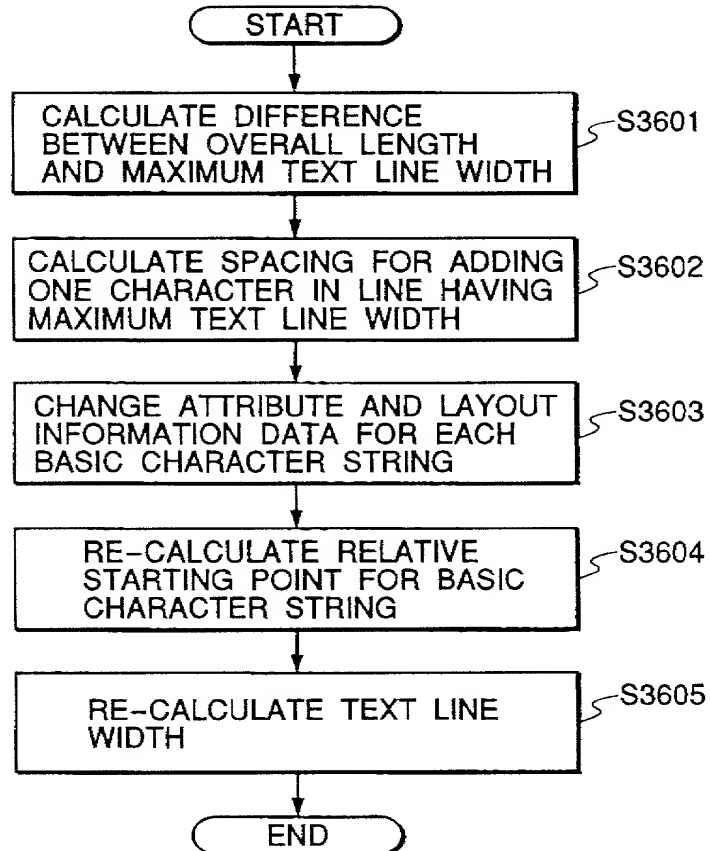 START
CALCULATE DIFFERENCE
BETWEEN OVERALL LENGTH
AND MAXIMUM TEXT LINE WIDTH
S3601
CALCULATE SPACING FOR ADDING
ONE CHARACTER IN LINE HAVING
MAXIMUM TEXT LINE WIDTH
S3602
CHANGE ATTRIBUTE AND LAYOUT
INFORMATION DATA FOR EACH
BASIC CHARACTER STRING
S3603
RE-CALCULATE RELATIVE
STARTING POINT FOR BASIC
CHARACTER STRING
S3604
RE-CALCULATE TEXT LINE
WIDTH
S3605
END